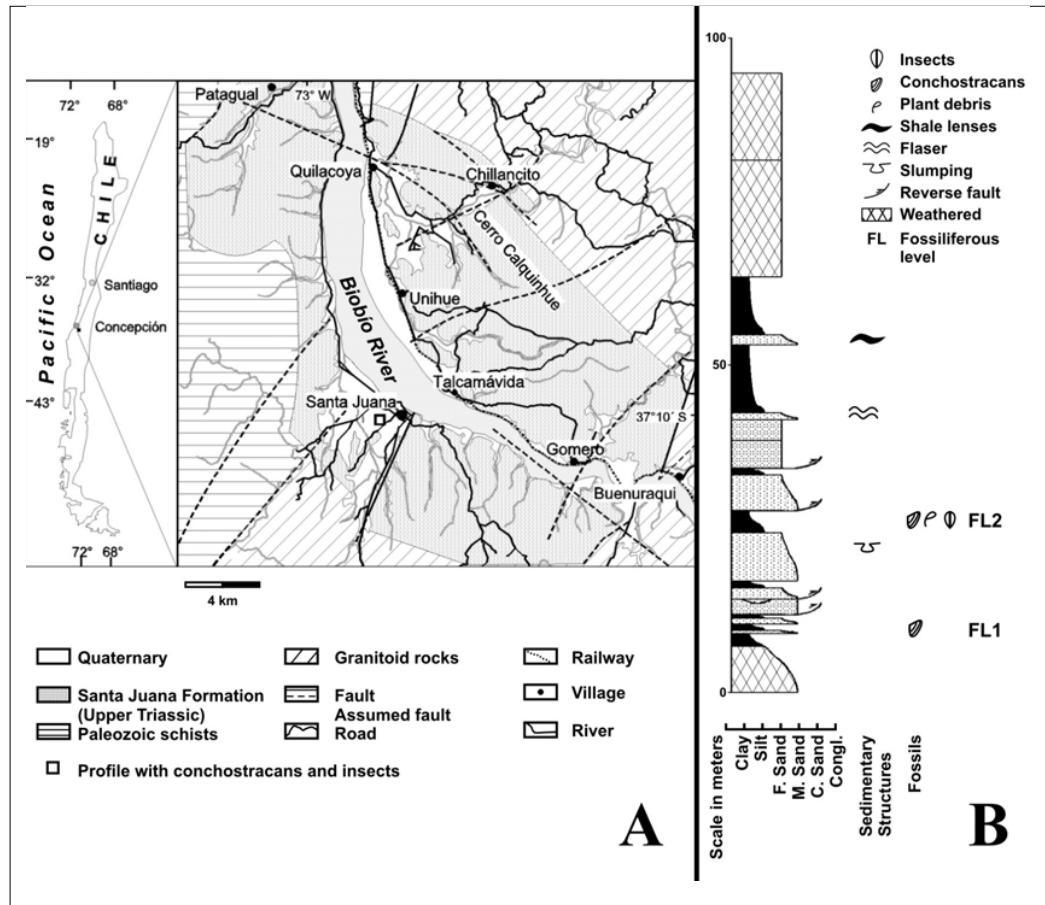 72° 68°
19°
32°
43°
72° 68°
Pacific Ocean
CHILE
Santiago
Concepción
Patagual
73° W
Quilacoya
Chillancito
Cerro Calquinhue
Unihue
Biobío River
Talcamávida
Santa Juana
37°10´ S
Gomero
Buenuraqui
4 km
Quaternary
Santa Juana Formation
(Upper Triassic)
Paleozoic schists
Profile with conchostracans and insects
Granitoid rocks
Fault
Assumed fault
Road
Railway
Village
River
A
100
50
0
Insects
Conchostracans
Plant debris
Shale lenses
Flaser
Slumping
Reverse fault
Weathered
FL Fossiliferous
level
FL2
FL1
Scale in meters
Clay
Silt
F. Sand
M. Sand
C. Sand
Congl.
Sedimentary
Structures
Fossils
B